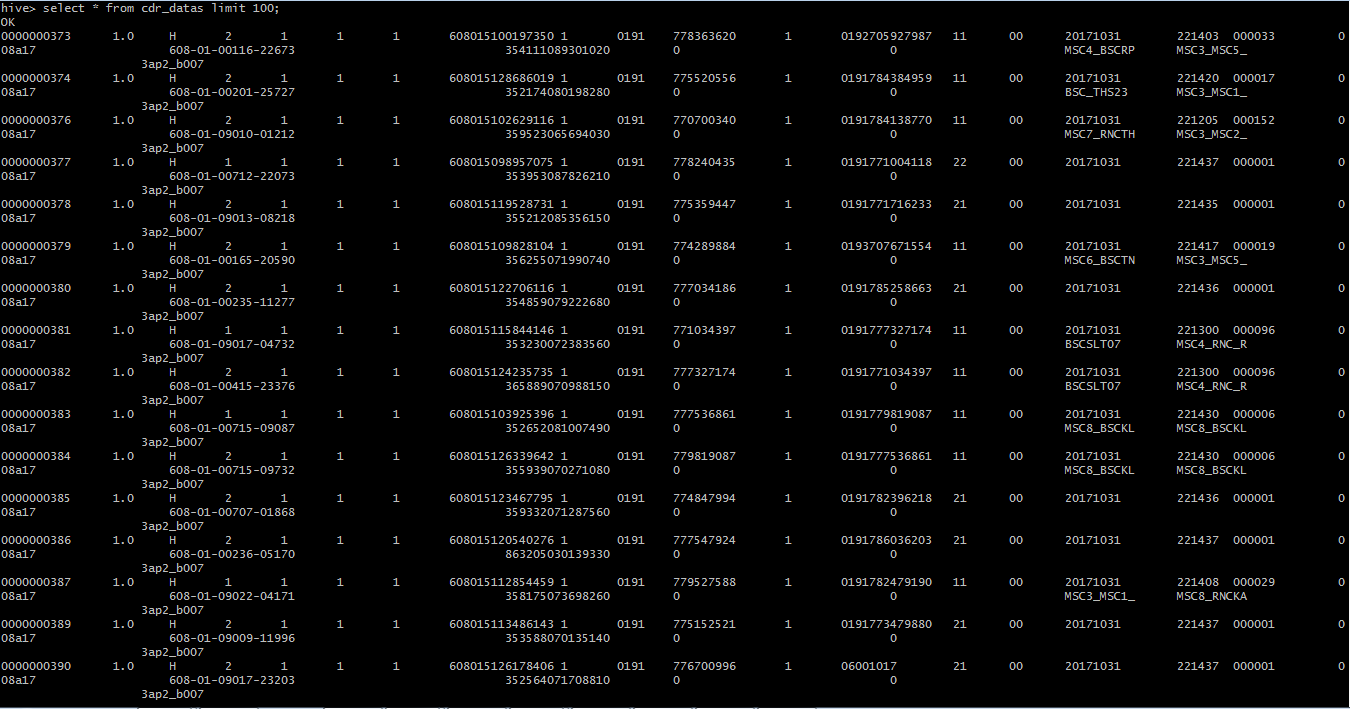 hive> select * from cdr_datas limit 100;
OK
0000000373 1.0 H 2 1 1 1 608015100197350 1 0191 778363620 1 0192705927987 11 00 20171031 221403 000033 0
08a17 608-01-00116-22673 354111089301020 0 0 MSC4_BSCRP MSC3_MSC5_
3ap2_b007
0000000374 1.0 H 2 1 1 1 608015128686019 1 0191 775520556 1 0191784384959 11 00 20171031 221420 000017 0
08a17 608-01-00201-25727 352174080198280 0 0 BSC_THS23 MSC3_MSC1_
3ap2_b007
0000000376 1.0 H 2 1 1 1 608015102629116 1 0191 770700340 1 0191784138770 11 00 20171031 221205 000152 0
08a17 608-01-09010-01212 359523065694030 0 0 MSC7_RNCTH MSC3_MSC2_
3ap2_b007
0000000377 1.0 H 1 1 1 1 608015098957075 1 0191 778240435 1 0191771004118 22 00 20171031 221437 000001 0
08a17 608-01-00712-22073 353953087826210 0 0
3ap2_b007
0000000378 1.0 H 2 1 1 1 608015119528731 1 0191 775359447 1 0191771716233 21 00 20171031 221435 000001 0
08a17 608-01-09013-08218 355212085356150 0 0
3ap2_b007
0000000379 1.0 H 2 1 1 1 608015109828104 1 0191 774289884 1 0193707671554 11 00 20171031 221417 000019 0
08a17 608-01-00165-20590 356255071990740 0 0 MSC6_BSCTN MSC3_MSC5_
3ap2_b007
0000000380 1.0 H 2 1 1 1 608015122706116 1 0191 777034186 1 0191785258663 21 00 20171031 221436 000001 0
08a17 608-01-00235-11277 354859079222680 0 0
3ap2_b007
0000000381 1.0 H 1 1 1 1 608015115844146 1 0191 771034397 1 0191777327174 11 00 20171031 221300 000096 0
08a17 608-01-09017-04732 353230072383560 0 0 BSCSLT07 MSC4_RNC_R
3ap2_b007
0000000382 1.0 H 2 1 1 1 608015124235735 1 0191 777327174 1 0191771034397 11 00 20171031 221300 000096 0
08a17 608-01-00415-23376 365889070988150 0 0 BSCSLT07 MSC4_RNC_R
3ap2_b007
0000000383 1.0 H 1 1 1 1 608015103925396 1 0191 777536861 1 0191779819087 11 00 20171031 221430 000006 0
08a17 608-01-00715-09087 352652081007490 0 0 MSC8_BSCKL MSC8_BSCKL
3ap2_b007
0000000384 1.0 H 2 1 1 1 608015126339642 1 0191 779819087 1 0191777536861 11 00 20171031 221430 000006 0
08a17 608-01-00715-09732 355939070271080 0 0 MSC8_BSCKL MSC8_BSCKL
3ap2_b007
0000000385 1.0 H 2 1 1 1 608015123467795 1 0191 774847994 1 0191782396218 21 00 20171031 221436 000001 0
08a17 608-01-00707-01868 359332071287560 0 0
3ap2_b007
0000000386 1.0 H 2 1 1 1 608015120540276 1 0191 777547924 1 0191786036203 21 00 20171031 221437 000001 0
08a17 608-01-00236-05170 863205030139330 0 0
3ap2_b007
0000000387 1.0 H 1 1 1 1 608015112854459 1 0191 779527588 1 0191782479190 11 00 20171031 221408 000029 0
08a17 608-01-09022-04171 358175073698260 0 0 MSC3_MSC1_ MSC8_RNCKA
3ap2_b007
0000000389 1.0 H 2 1 1 1 608015113486143 1 0191 775152521 1 0191773479880 21 00 20171031 221437 000001 0
08a17 608-01-09009-11996 353588070135140 0 0
3ap2_b007
0000000390 1.0 H 2 1 1 1 608015126178406 1 0191 776700996 1 06001017 21 00 20171031 221437 000001 0
08a17 608-01-09017-23203 352564071708810 0 0
3ap2_b007